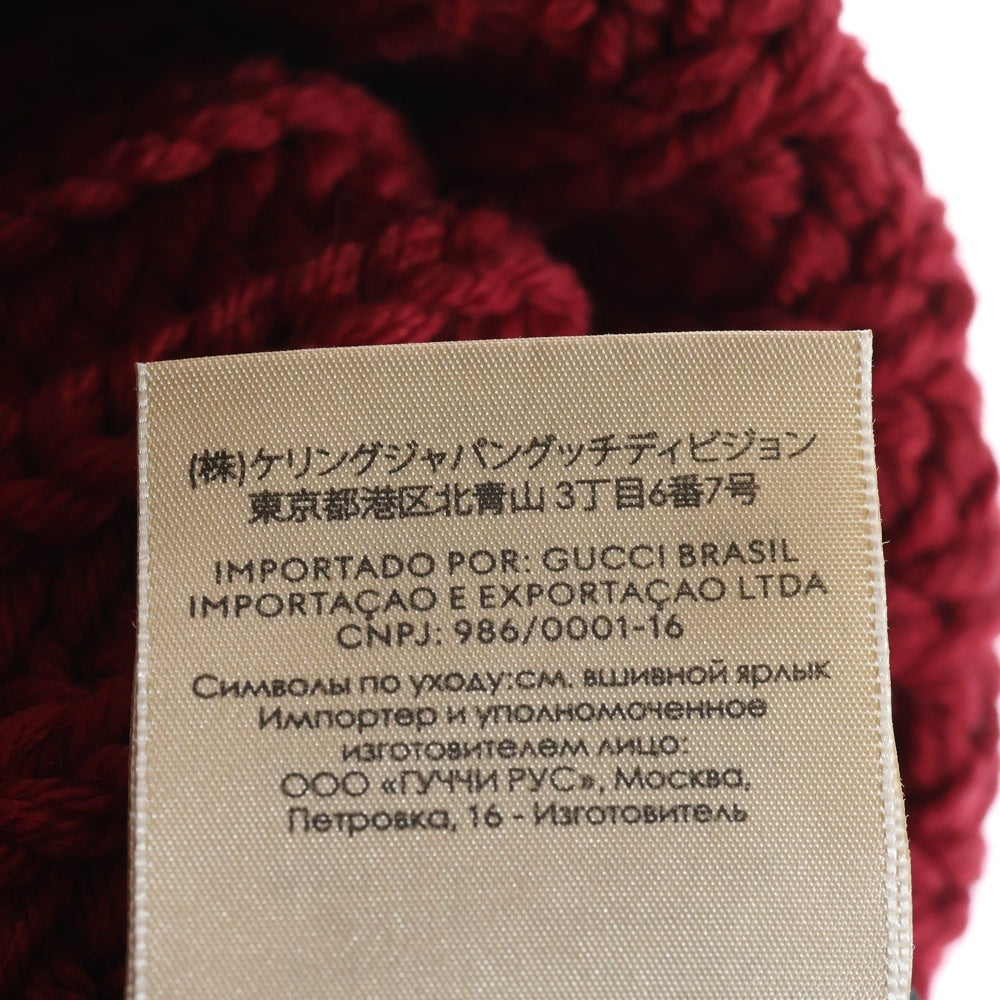 (株)ケリングジャパングッチディビジョン
東京都港区北青山 3丁目6番7号
IMPORTADO POR: GUCCI BRASIL
IMPORTAÇAO E EXPORTAÇAO LTDA
CNPJ: 986/0001-16
Символы по уходу:см. вшивной ярлык
Импортер и уполномоченное
изготовителем лицо:
ООО «ГУЧЧИ РУС», Москва,
Петровка, 16 - Изготовитель